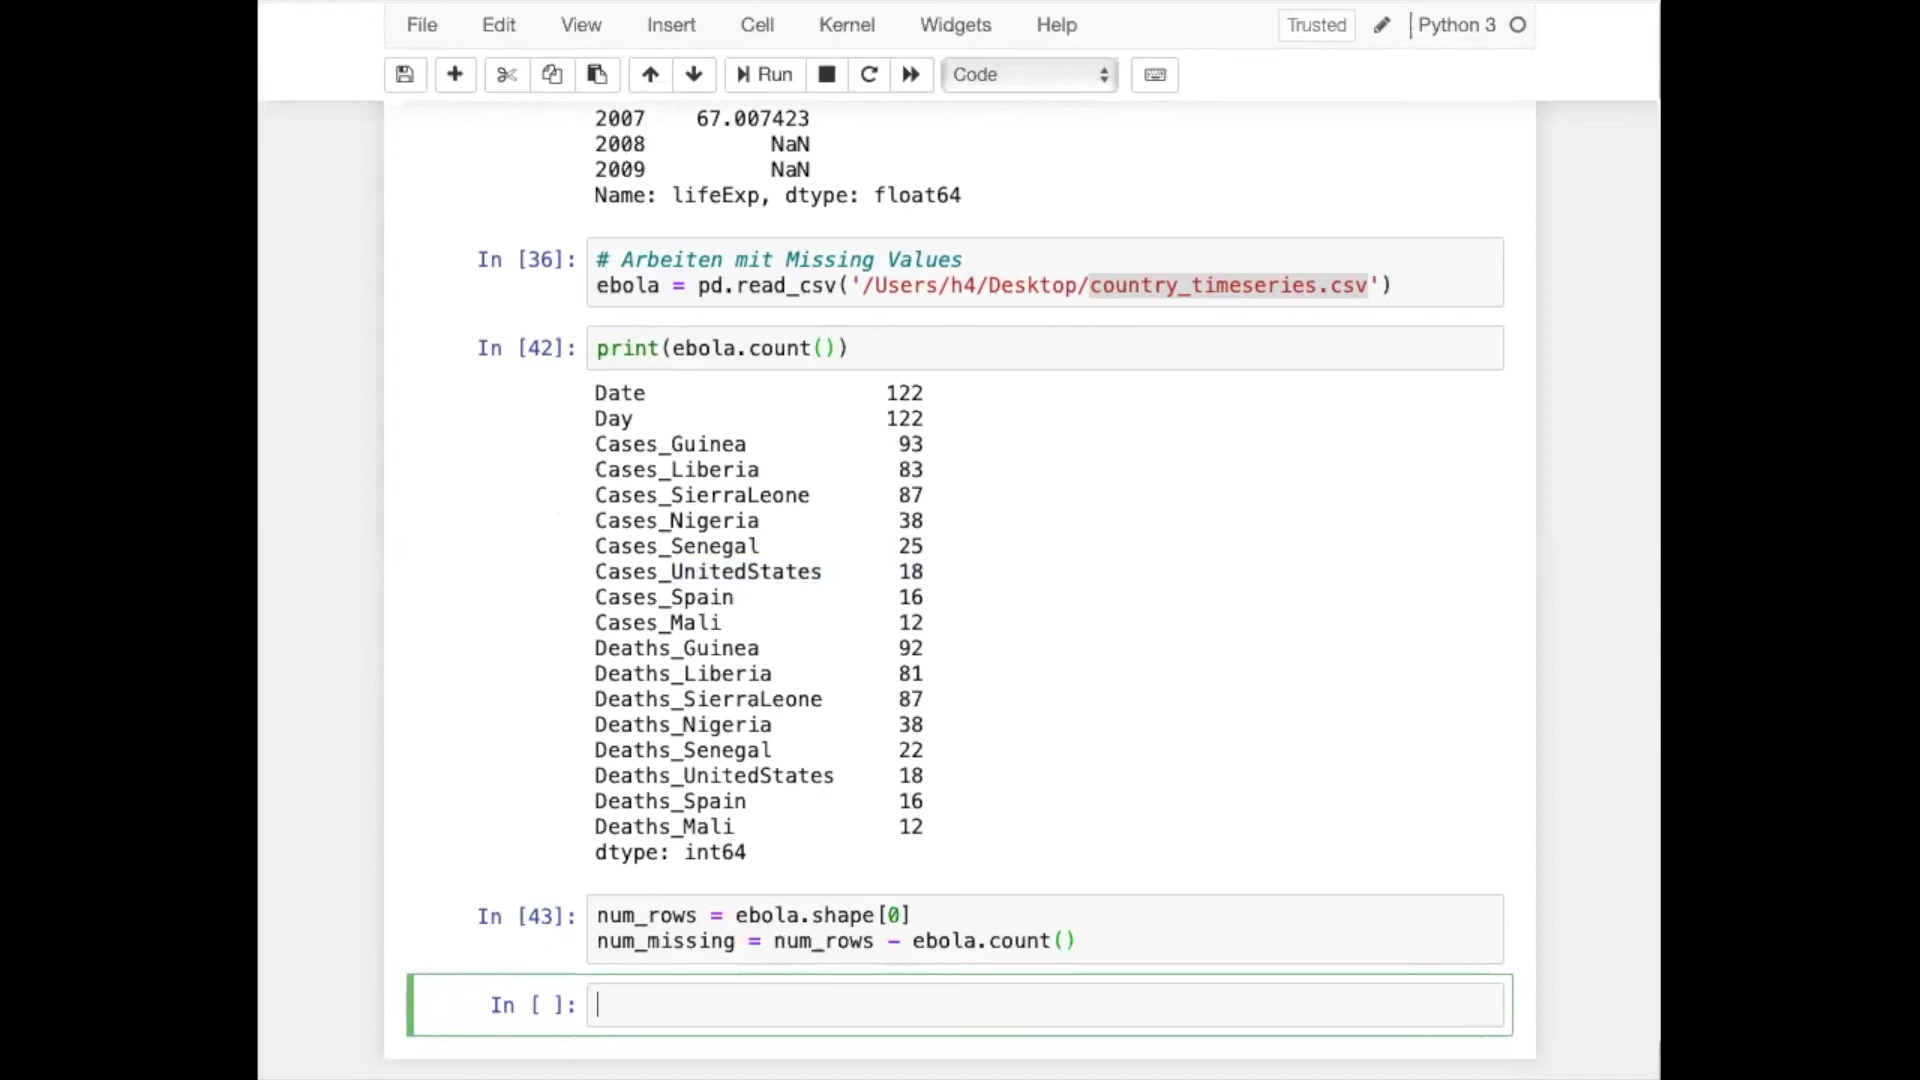 File Edit View Insert Cell Kernel Widgets Help Trusted Python 3
Run Code
2007 67.007423
2008 NaN
2009 NaN
Name: lifeExp, dtype: float64
In [36]: # Arbeiten mit Missing Values
ebola = pd.read_csv('/Users/h4/Desktop/country_timeseries.csv')
In [42]: print(ebola.count())
Date 122
Day 122
Cases_Guinea 93
Cases_Liberia 83
Cases_SierraLeone 87
Cases_Nigeria 38
Cases_Senegal 25
Cases_UnitedStates 18
Cases_Spain 16
Cases_Mali 12
Deaths_Guinea 92
Deaths_Liberia 81
Deaths_SierraLeone 87
Deaths_Nigeria 38
Deaths_Senegal 22
Deaths_UnitedStates 18
Deaths_Spain 16
Deaths_Mali 12
dtype: int64
In [43]: num_rows = ebola.shape[0]
num_missing = num_rows - ebola.count()
In [ ]: